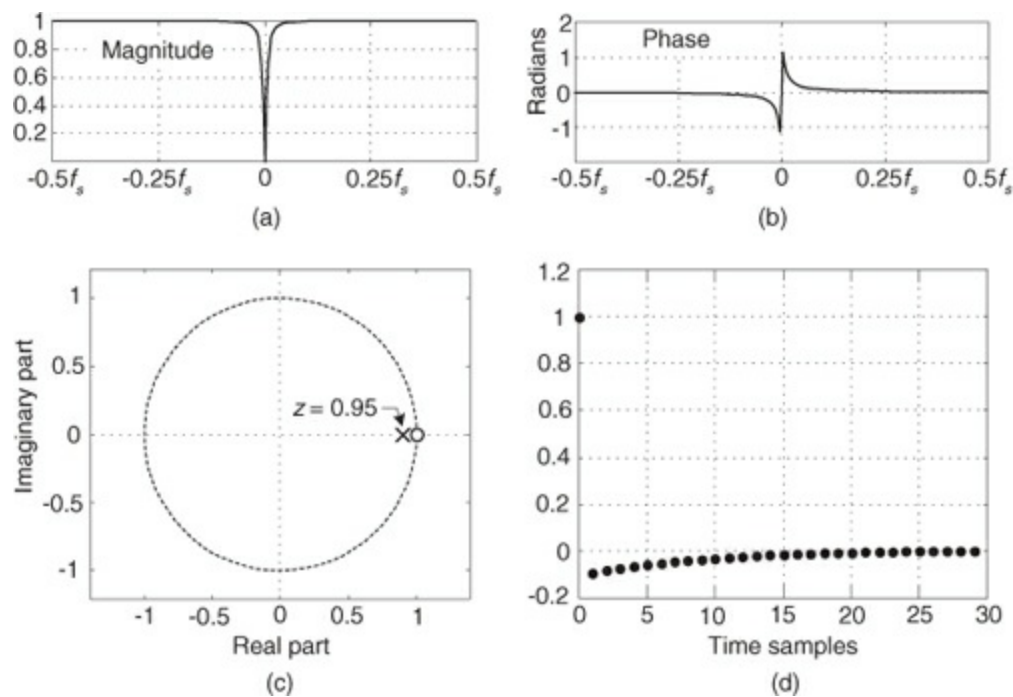 1
0.8
0.6
0.4
0.2
Magnitude
-0.5fs
-0.25fs
0
0.25fs
0.5fs
(a)
Radians
2
1
0
-1
Phase
-0.5fs
-0.25fs
0
0.25fs
0.5fs
(b)
Imaginary part
1
0.5
0
-0.5
-1
z = 0.95
-1
-0.5
0
0.5
1
Real part
(c)
1.2
1
0.8
0.6
0.4
0.2
0
-0.2
0
5
10
15
20
25
30
Time samples
(d)